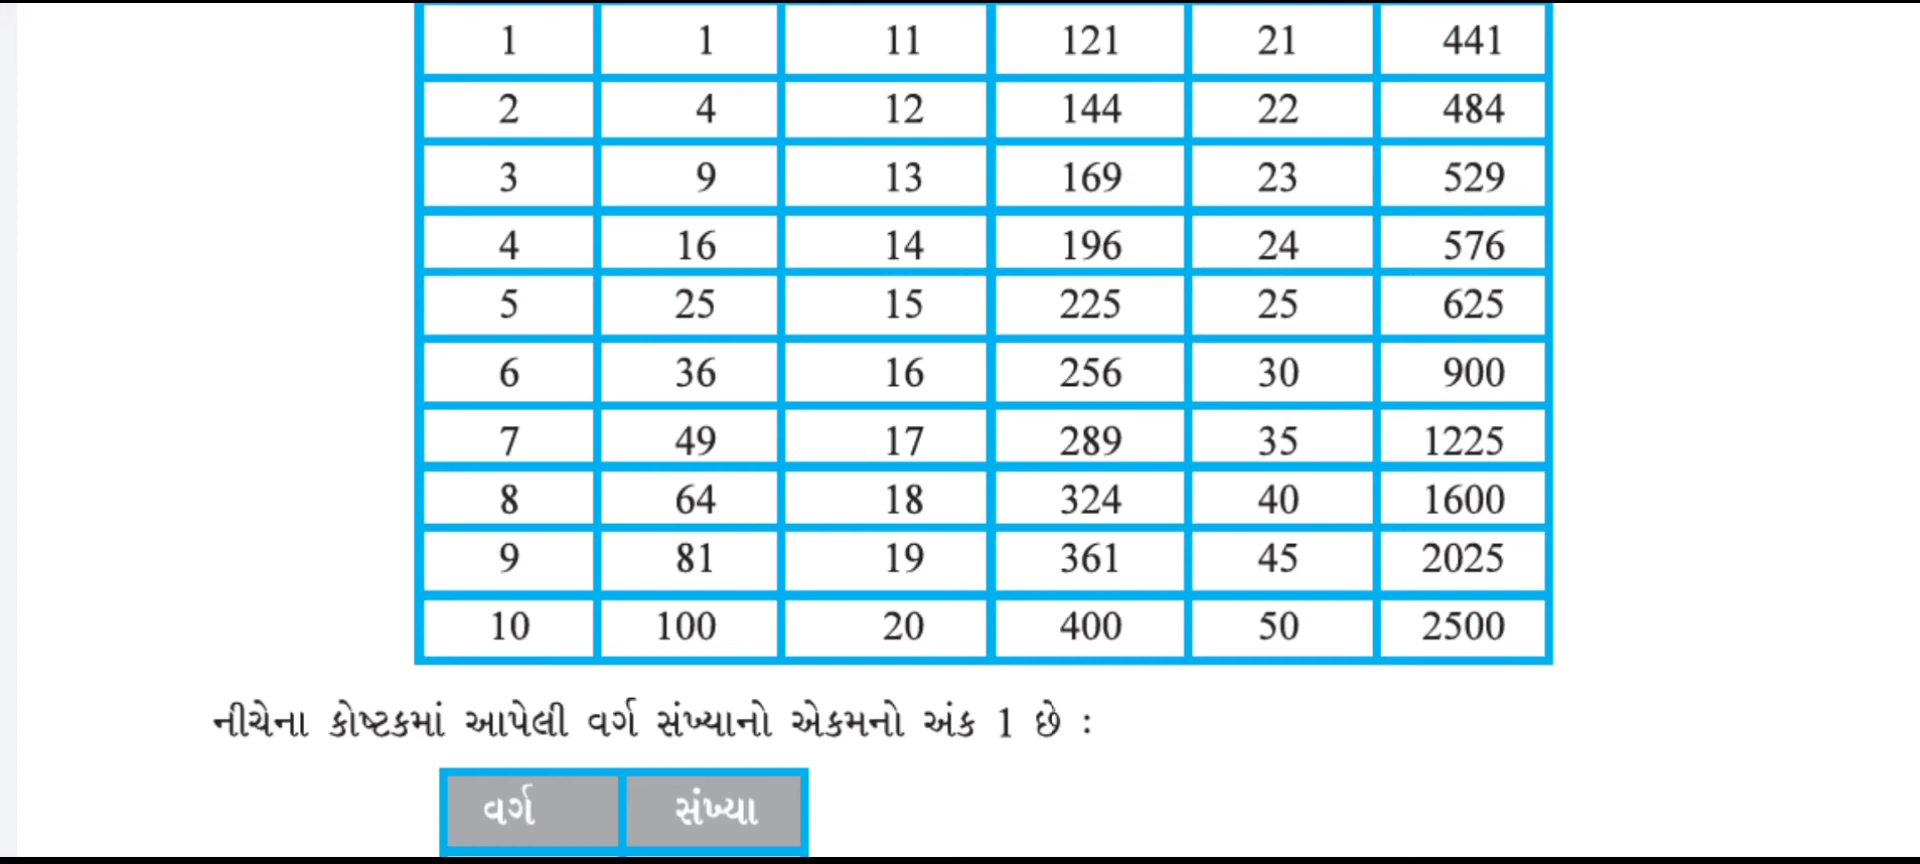 1 1 11 121 21 441
2 4 12 144 22 484
3 9 13 169 23 529
4 16 14 196 24 576
5 25 15 225 25 625
6 36 16 256 30 900
7 49 17 289 35 1225
8 64 18 324 40 1600
9 81 19 361 45 2025
10 100 20 400 50 2500
નીચેના કોષ્ટકમાં આપેલી વર્ગ સંખ્યાનો એકમનો અંક 1 છે :
વર્ગ સંખ્યા